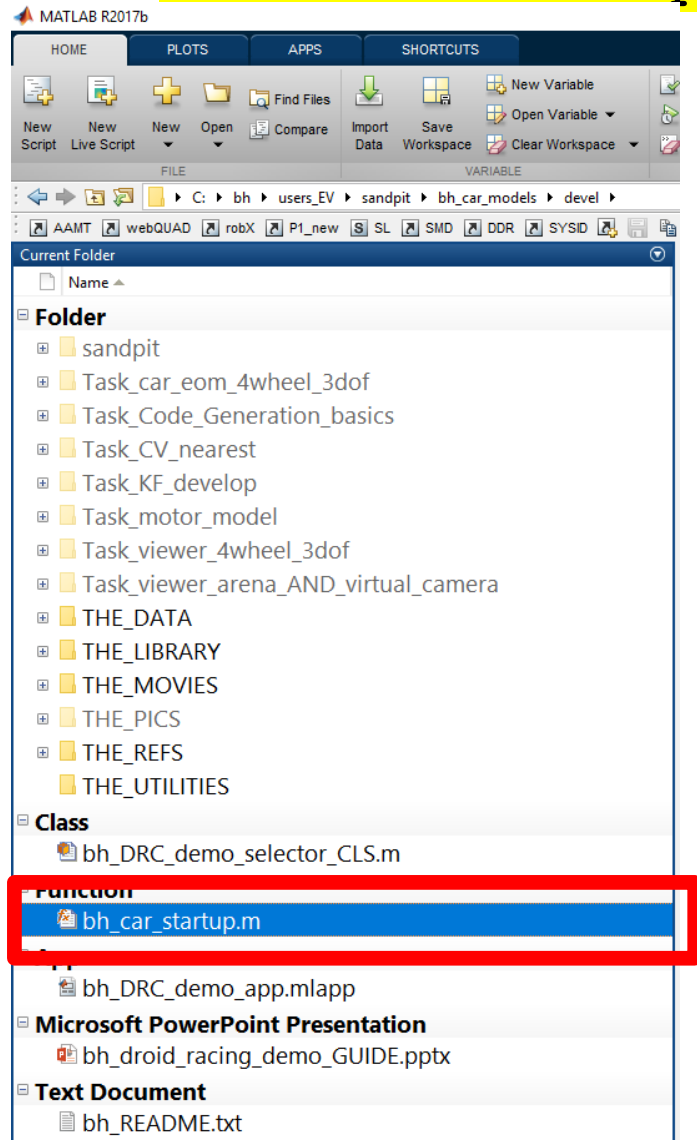 MATLAB R2017b
HOME PLOTS APPS SHORTCUTS
New Script New Live Script New Open Find Files Compare Import Data Save Workspace New Variable Open Variable Clear Workspace
FILE VARIABLE
C: bh users_EV sandpit bh_car_models devel
AAMT webQUAD robX P1_new S SL SMD DDR SYSID
Current Folder
Name
Folder
sandpit
Task_car_eom_4wheel_3dof
Task_Code_Generation_basics
Task_CV_nearest
Task_KF_develop
Task_motor_model
Task_viewer_4wheel_3dof
Task_viewer_arena_AND_virtual_camera
THE_DATA
THE_LIBRARY
THE_MOVIES
THE_PICS
THE_REFS
THE_UTILITIES
Class
bh_DRC_demo_selector_CLS.m
Function
bh_car_startup.m
bh_DRC_demo_app.mlapp
Microsoft PowerPoint Presentation
bh_droid_racing_demo_GUIDE.pptx
Text Document
bh_README.txt